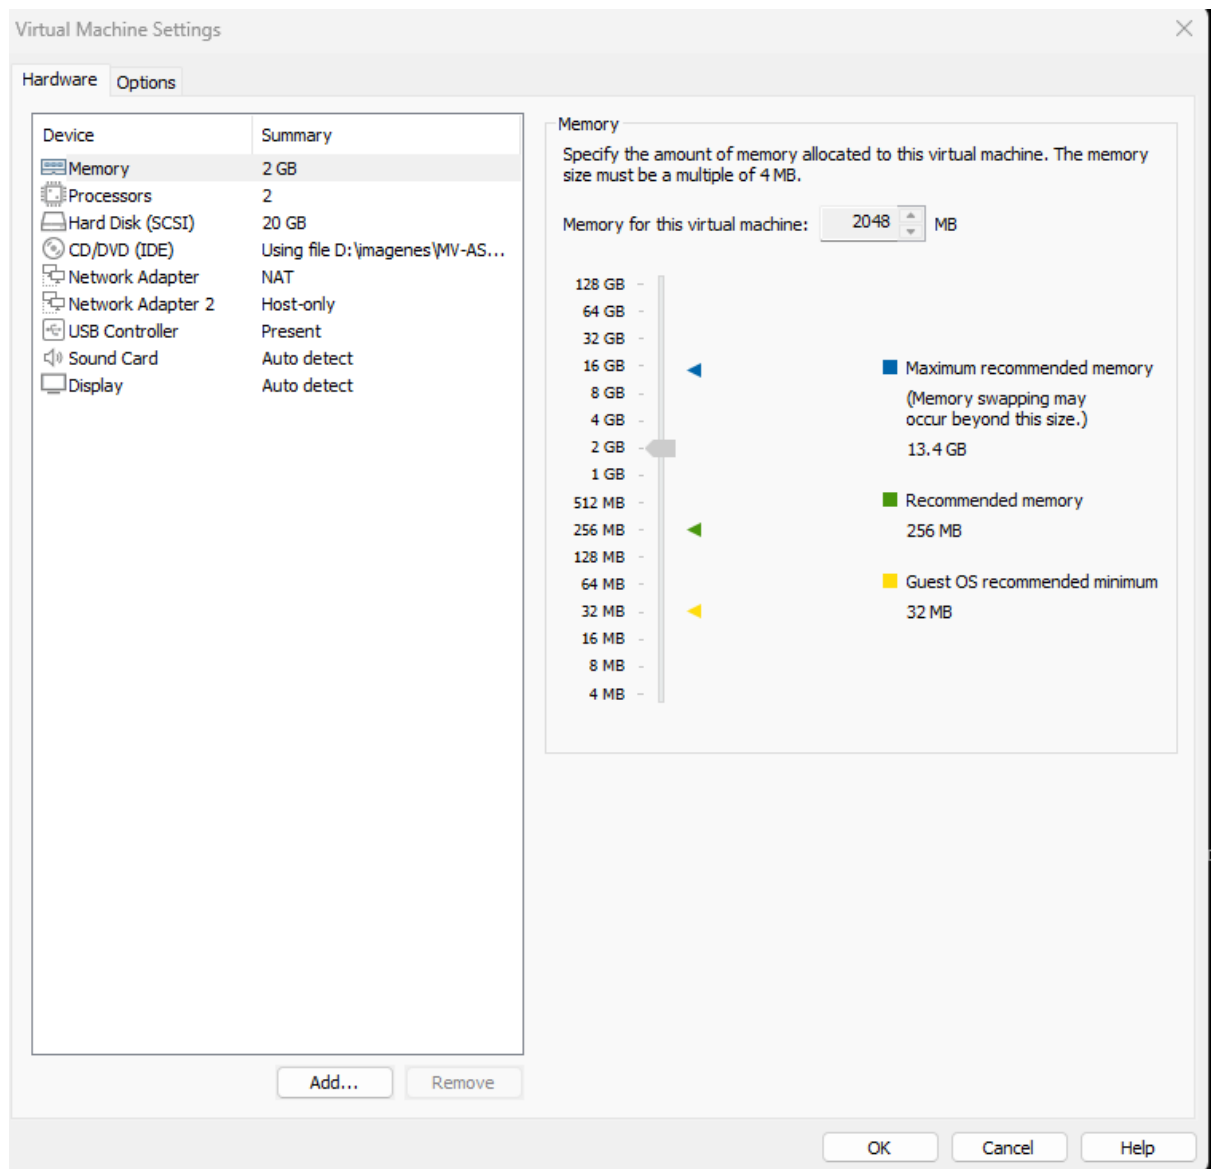 Virtual Machine Settings
Hardware
Options
Device Summary
Memory 2 GB
Processors 2
Hard Disk (SCSI) 20 GB
CD/DVD (IDE) Using file D:\imagenes\MV-AS...
Network Adapter NAT
Network Adapter 2 Host-only
USB Controller Present
Sound Card Auto detect
Display Auto detect
Add...
Remove
Memory
Specify the amount of memory allocated to this virtual machine. The memory
size must be a multiple of 4 MB.
Memory for this virtual machine: 2048 MB
128 GB
64 GB
32 GB
16 GB
8 GB
4 GB
2 GB
1 GB
512 MB
256 MB
128 MB
64 MB
32 MB
16 MB
8 MB
4 MB
Maximum recommended memory
(Memory swapping may
occur beyond this size.)
13.4 GB
Recommended memory
256 MB
Guest OS recommended minimum
32 MB
OK
Cancel
Help